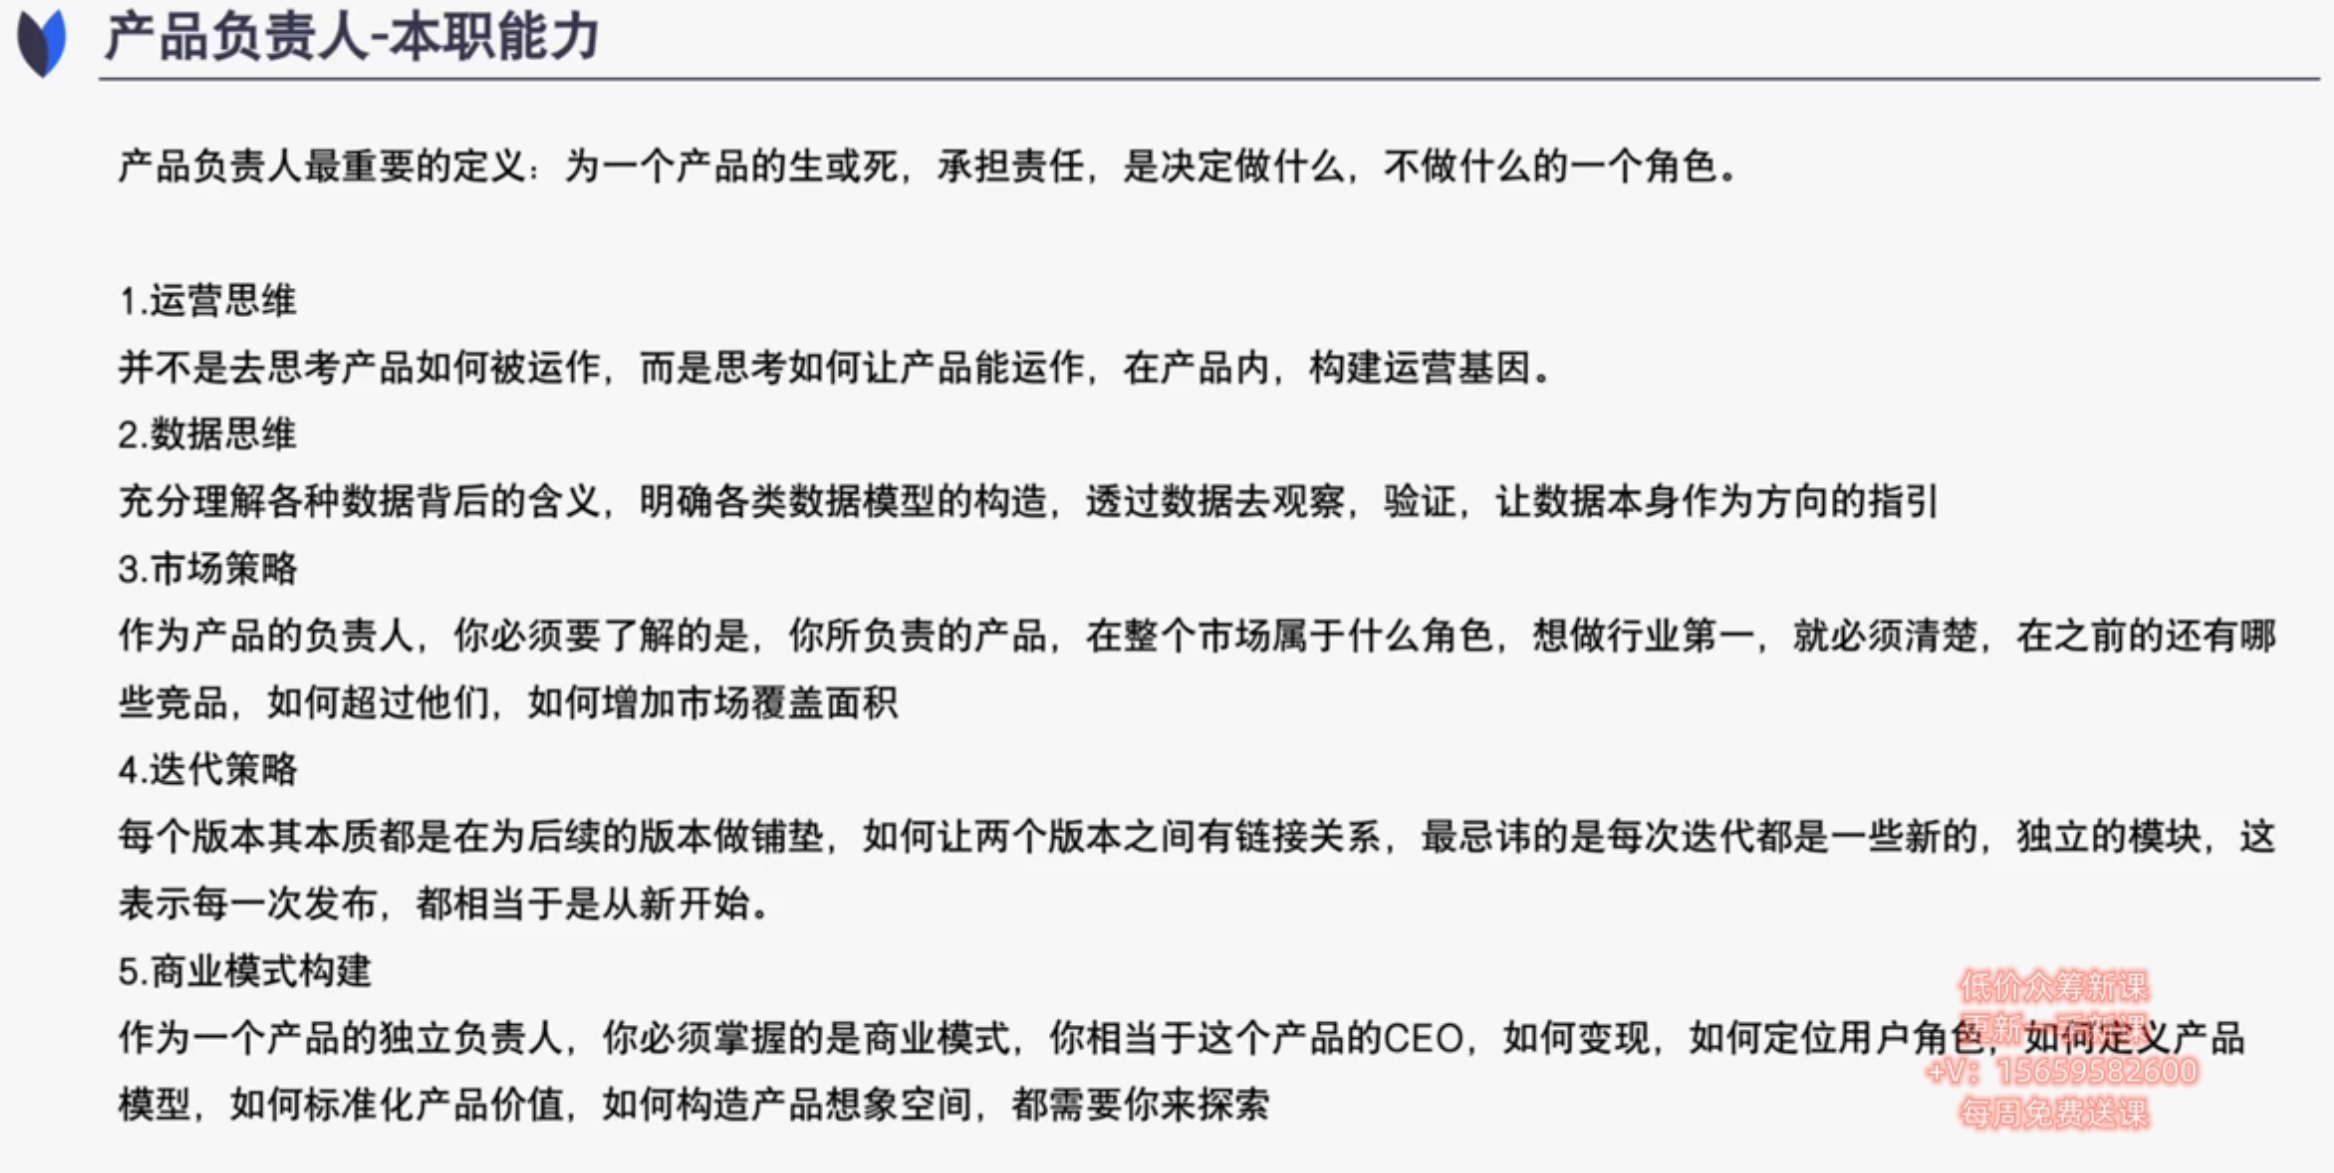 产品负责人-本职能力
产品负责人最重要的定义：为一个产品的生或死，承担责任，是决定做什么，不做什么的一个角色。
1.运营思维
并不是去思考产品如何被运作，而是思考如何让产品能运作，在产品内，构建运营基因。
2.数据思维
充分理解各种数据背后的含义，明确各类数据模型的构造，透过数据去观察，验证，让数据本身作为方向的指引
3.市场策略
作为产品的负责人，你必须要了解的是，你所负责的产品，在整个市场属于什么角色，想做行业第一，就必须清楚，在之前的还有哪
些竞品，如何超过他们，如何增加市场覆盖面积
4.迭代策略
每个版本其本质都是在为后续的版本做铺垫，如何让两个版本之间有链接关系，最忌讳的是每次迭代都是一些新的，独立的模块，这
表示每一次发布，都相当于是从新开始。
5.商业模式构建
作为一个产品的独立负责人，你必须掌握的是商业模式，你相当于这个产品的CEO，如何变现，如何定位用户角色，如何定义产品
模型，如何标准化产品价值，如何构造产品想象空间，都需要你来探索
低价众筹新课
更新一手新课
+V：15659582600
每周免费送课